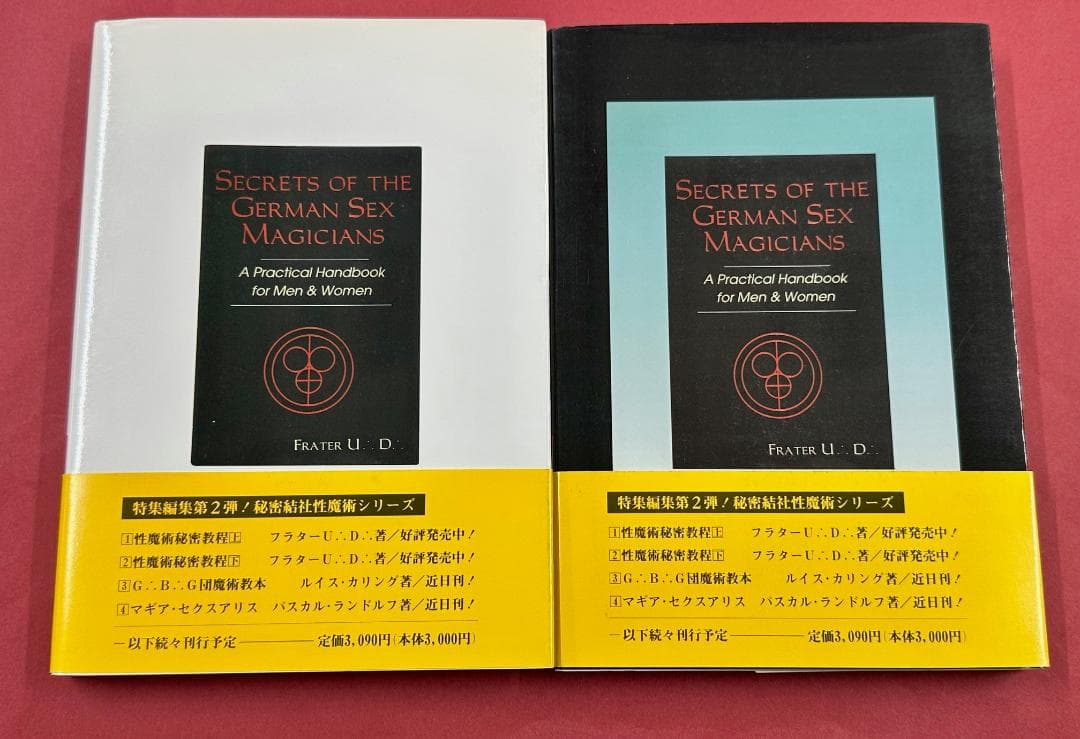 SECRETS OF THE
GERMAN SEX
MAGICIANS
A Practical Handbook
for Men & Women
FRATER U∴D∴
特集編集第2弾！秘密結社性魔術シリーズ
1性魔術秘密教程上 フラターU∴D∴著／好評発売中！
2性魔術秘密教程下 フラターU∴D∴著／好評発売中！
3G∴B∴G団魔術教本 ルイス・カリング著／近日刊！
4マギア・セクスアリス パスカル・ランドルフ著／近日刊！
―以下続々刊行予定――― 定価3,090円(本体3,000円)
SECRETS OF THE
GERMAN SEX
MAGICIANS
A Practical Handbook
for Men & Women
FRATER U∴D∴
特集編集第2弾！秘密結社性魔術シリーズ
1性魔術秘密教程上 フラターU∴D∴著／好評発売中！
2性魔術秘密教程下 フラターU∴D∴著／好評発売中！
3G∴B∴G団魔術教本 ルイス・カリング著／近日刊！
4マギア・セクスアリス パスカル・ランドルフ著／近日刊！
―以下続々刊行予定――― 定価3,090円(本体3,000円)